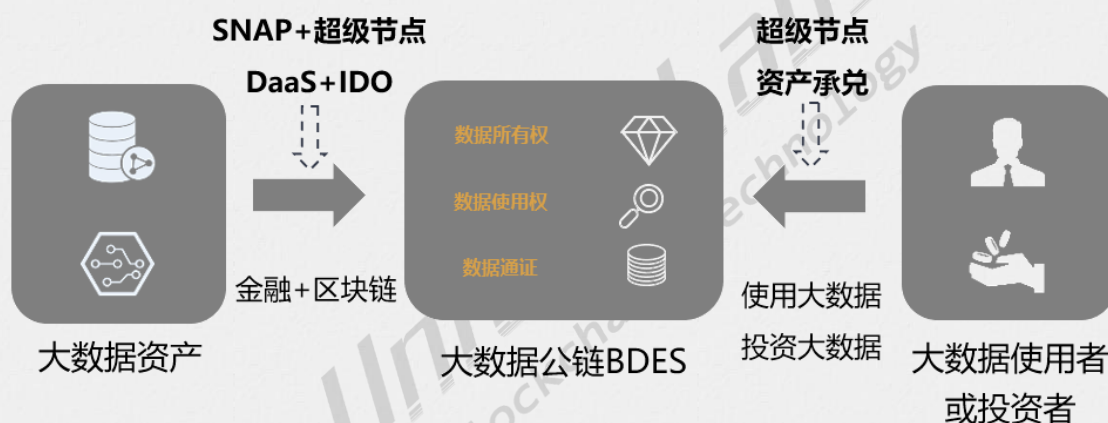 SNAP+超级节点
DaaS+IDO
超级节点
资产承兑
数据所有权
数据使用权
数据通证
金融+区块链
使用大数据
投资大数据
大数据资产
大数据公链BDES
大数据使用者
或投资者